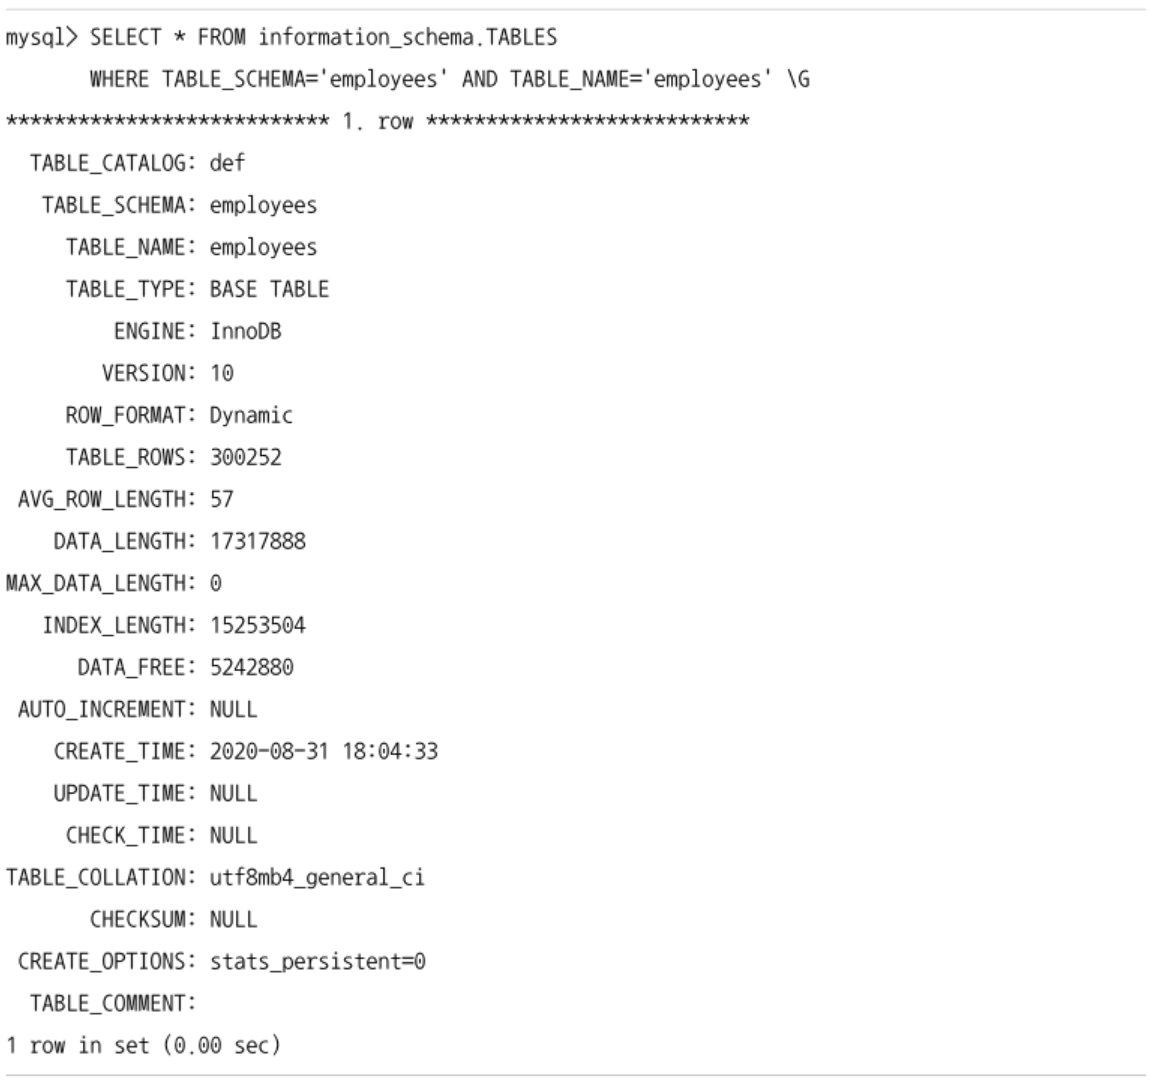 mysql> SELECT * FROM information_schema.TABLES
WHERE TABLE_SCHEMA='employees' AND TABLE_NAME='employees' \G
*************************** 1. row ***************************
TABLE_CATALOG: def
TABLE_SCHEMA: employees
TABLE_NAME: employees
TABLE_TYPE: BASE TABLE
ENGINE: InnoDB
VERSION: 10
ROW_FORMAT: Dynamic
TABLE_ROWS: 300252
AVG_ROW_LENGTH: 57
DATA_LENGTH: 17317888
MAX_DATA_LENGTH: 0
INDEX_LENGTH: 15253504
DATA_FREE: 5242880
AUTO_INCREMENT: NULL
CREATE_TIME: 2020-08-31 18:04:33
UPDATE_TIME: NULL
CHECK_TIME: NULL
TABLE_COLLATION: utf8mb4_general_ci
CHECKSUM: NULL
CREATE_OPTIONS: stats_persistent=0
TABLE_COMMENT:
1 row in set (0.00 sec)